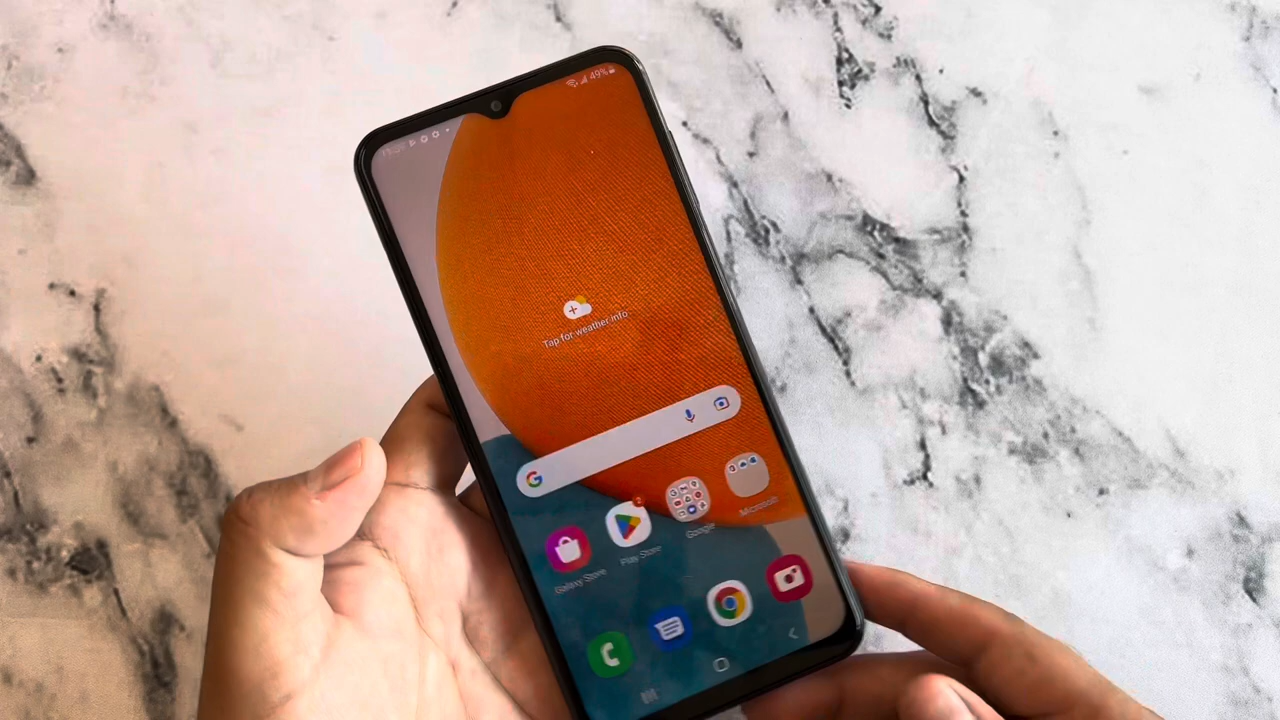 49%
Tap for weather info
G
Galaxy Store
Play Store
Google
Microsoft